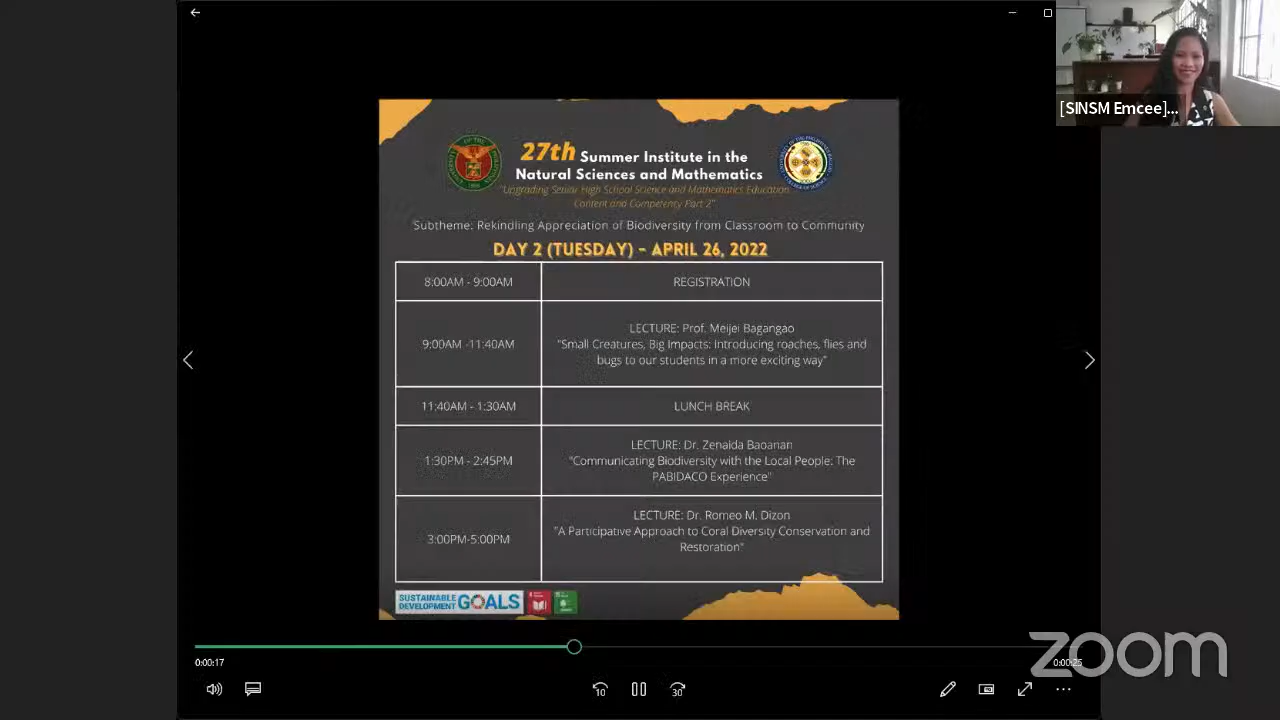 [SINSM Emcee]...
27th Summer Institute in the
Natural Sciences and Mathematics
"Upgrading Senior High School Science and Mathematics Education
Content and Competency Part 2"
Subtheme: Rekindling Appreciation of Biodiversity from Classroom to Community
DAY 2 (TUESDAY) - APRIL 26, 2022
8:00AM - 9:00AM
REGISTRATION
9:00AM -11:40AM
LECTURE: Prof. Meijei Bagangao
"Small Creatures, Big Impacts: Introducing roaches, flies and
bugs to our students in a more exciting way"
11:40AM - 1:30PM
LUNCH BREAK
1:30PM - 2:45PM
LECTURE: Dr. Zenaida Baoanan
"Communicating Biodiversity with the Local People: The
PABIDACO Experience"
3:00PM-5:00PM
LECTURE: Dr. Romeo M. Dizon
"A Participative Approach to Coral Diversity Conservation and
Restoration"
SUSTAINABLE
DEVELOPMENT GOALS
0:00:17
0:00:25
10
30
zoom